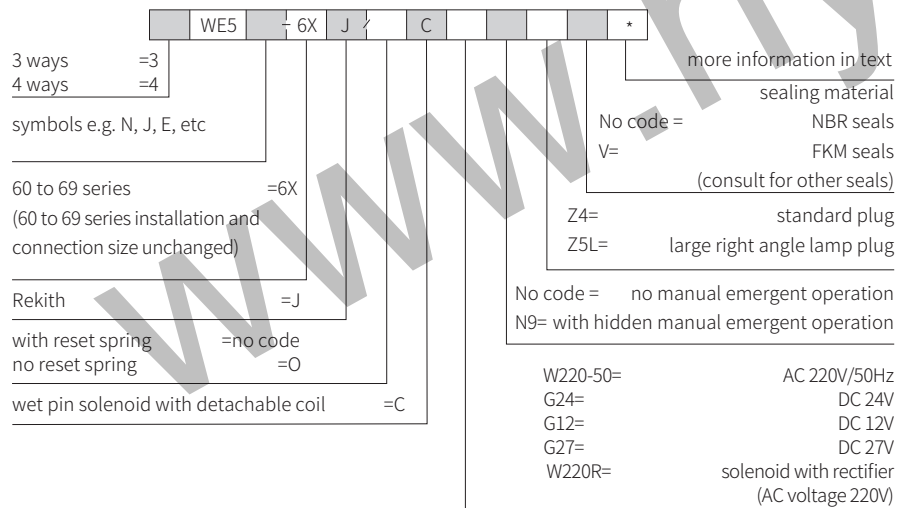 WE5 - 6X J / C *
3 ways =3
4 ways =4
symbols e.g. N, J, E, etc
60 to 69 series =6X
(60 to 69 series installation and
connection size unchanged)
Rekith =J
with reset spring =no code
no reset spring =O
wet pin solenoid with detachable coil =C
more information in text
sealing material
No code = NBR seals
V= FKM seals
(consult for other seals)
Z4= standard plug
Z5L= large right angle lamp plug
No code = no manual emergent operation
N9= with hidden manual emergent operation
W220-50= AC 220V/50Hz
G24= DC 24V
G12= DC 12V
G27= DC 27V
W220R= solenoid with rectifier
(AC voltage 220V)